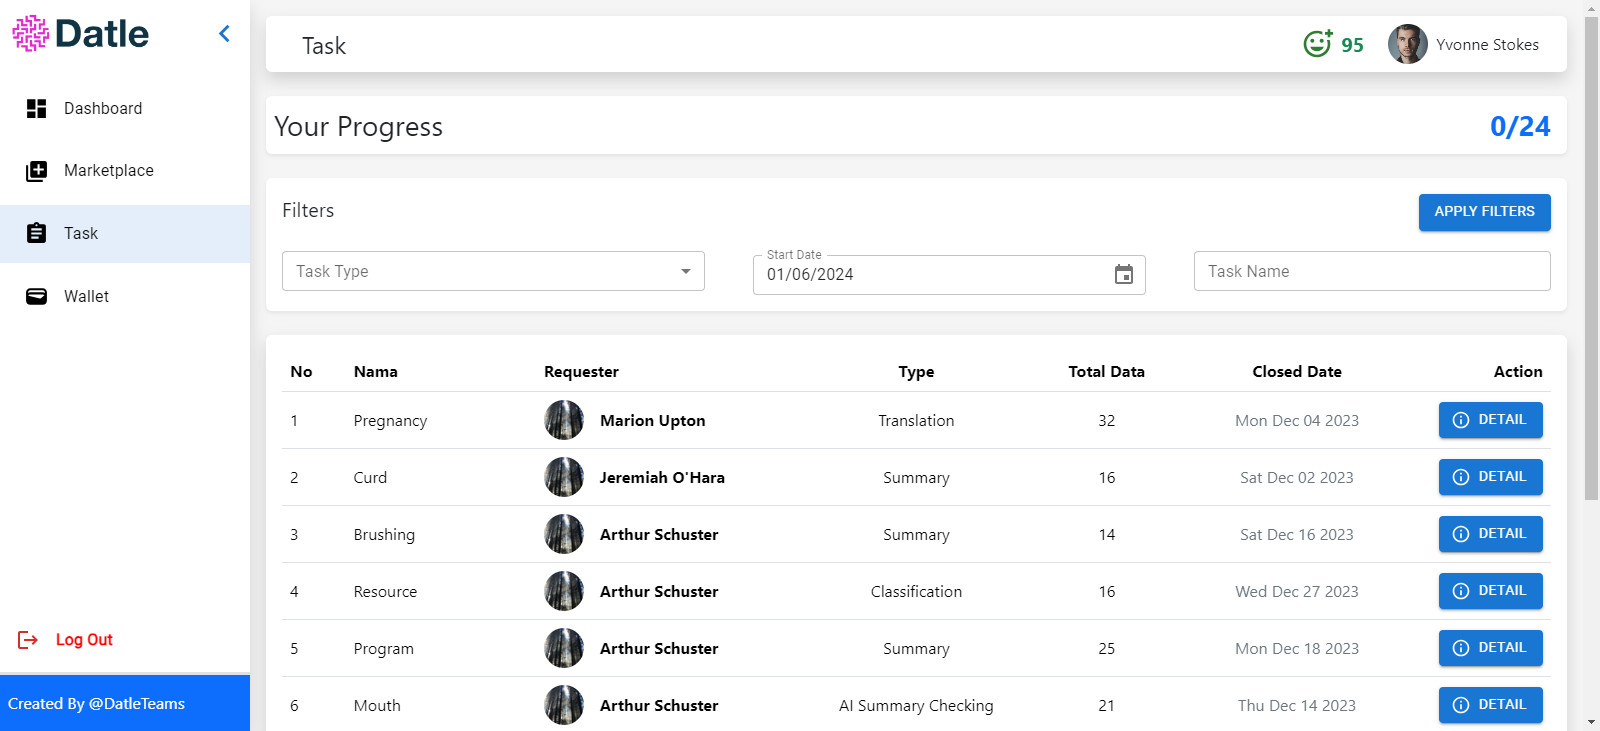 Datle
Dashboard
Marketplace
Task
Wallet
Log Out
Created By @DatleTeams
Task
95
Yvonne Stokes
Your Progress
0/24
Filters
APPLY FILTERS
Task Type
Start Date
01/06/2024
Task Name
No Nama Requester Type Total Data Closed Date Action
1 Pregnancy Marion Upton Translation 32 Mon Dec 04 2023 DETAIL
2 Curd Jeremiah O'Hara Summary 16 Sat Dec 02 2023 DETAIL
3 Brushing Arthur Schuster Summary 14 Sat Dec 16 2023 DETAIL
4 Resource Arthur Schuster Classification 16 Wed Dec 27 2023 DETAIL
5 Program Arthur Schuster Summary 25 Mon Dec 18 2023 DETAIL
6 Mouth Arthur Schuster AI Summary Checking 21 Thu Dec 14 2023 DETAIL